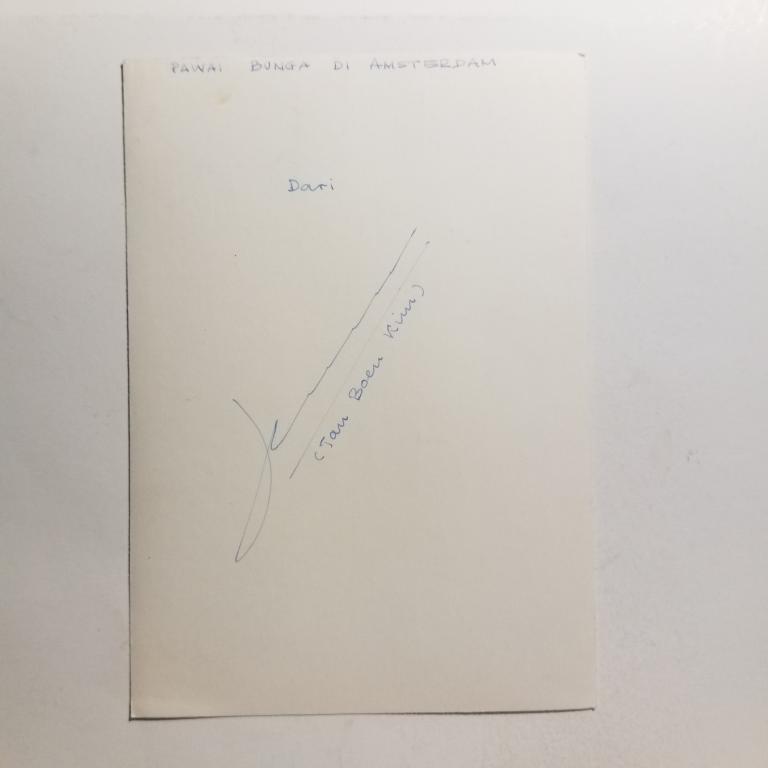 PAWAI BUNGA DI AMSTERDAM
Dari
(Tan Boen Kim)